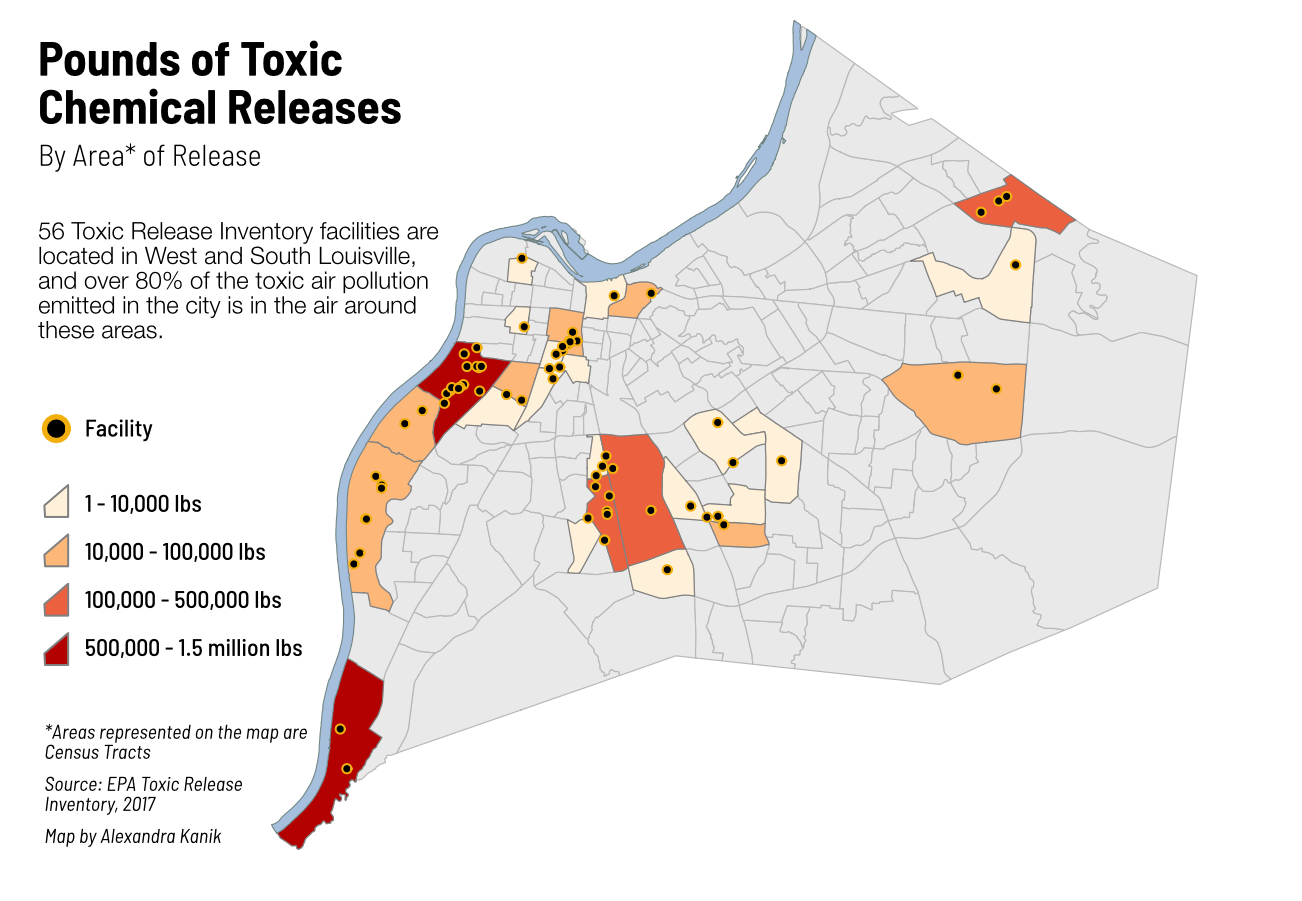 Pounds of Toxic
Chemical Releases
By Area* of Release
56 Toxic Release Inventory facilities are
located in West and South Louisville,
and over 80% of the toxic air pollution
emitted in the city is in the air around
these areas.
Facility
1 - 10,000 lbs
10,000 - 100,000 lbs
100,000 - 500,000 lbs
500,000 - 1.5 million lbs
*Areas represented on the map are
Census Tracts
Source: EPA Toxic Release
Inventory, 2017
Map by Alexandra Kanik